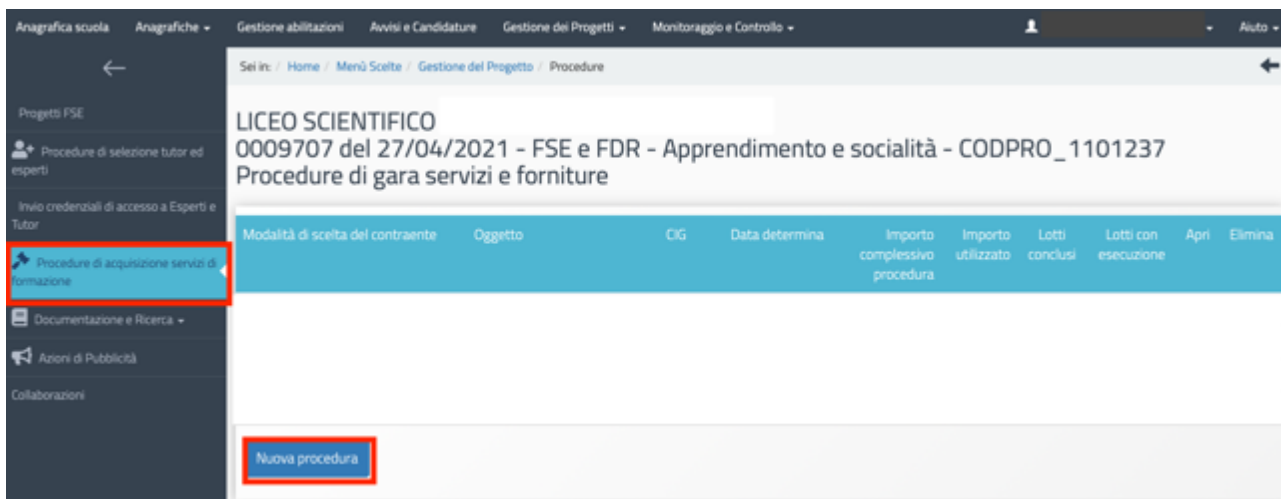 Anagrafica scuola Anagrafiche Gestione abilitazioni Avvisi e Candidature Gestione dei Progetti Monitoraggio e Controllo Aiuto
Sei in: / Home / Menù Scelte / Gestione del Progetto / Procedure
Progetti FSE
Procedure di selezione tutor ed
esperti
Invio credenziali di accesso a Esperti e
Tutor
Procedure di acquisizione servizi di
formazione
Documentazione e Ricerca
Azioni di Pubblicità
Collaborazioni
LICEO SCIENTIFICO
0009707 del 27/04/2021 - FSE e FDR - Apprendimento e socialità - CODPRO_1101237
Procedure di gara servizi e forniture
Modalità di scelta del contraente Oggetto CIG Data determina Importo Importo Lotti Lotti con Apri Elimina
complessivo utilizzato conclusi esecuzione
procedura
Nuova procedura